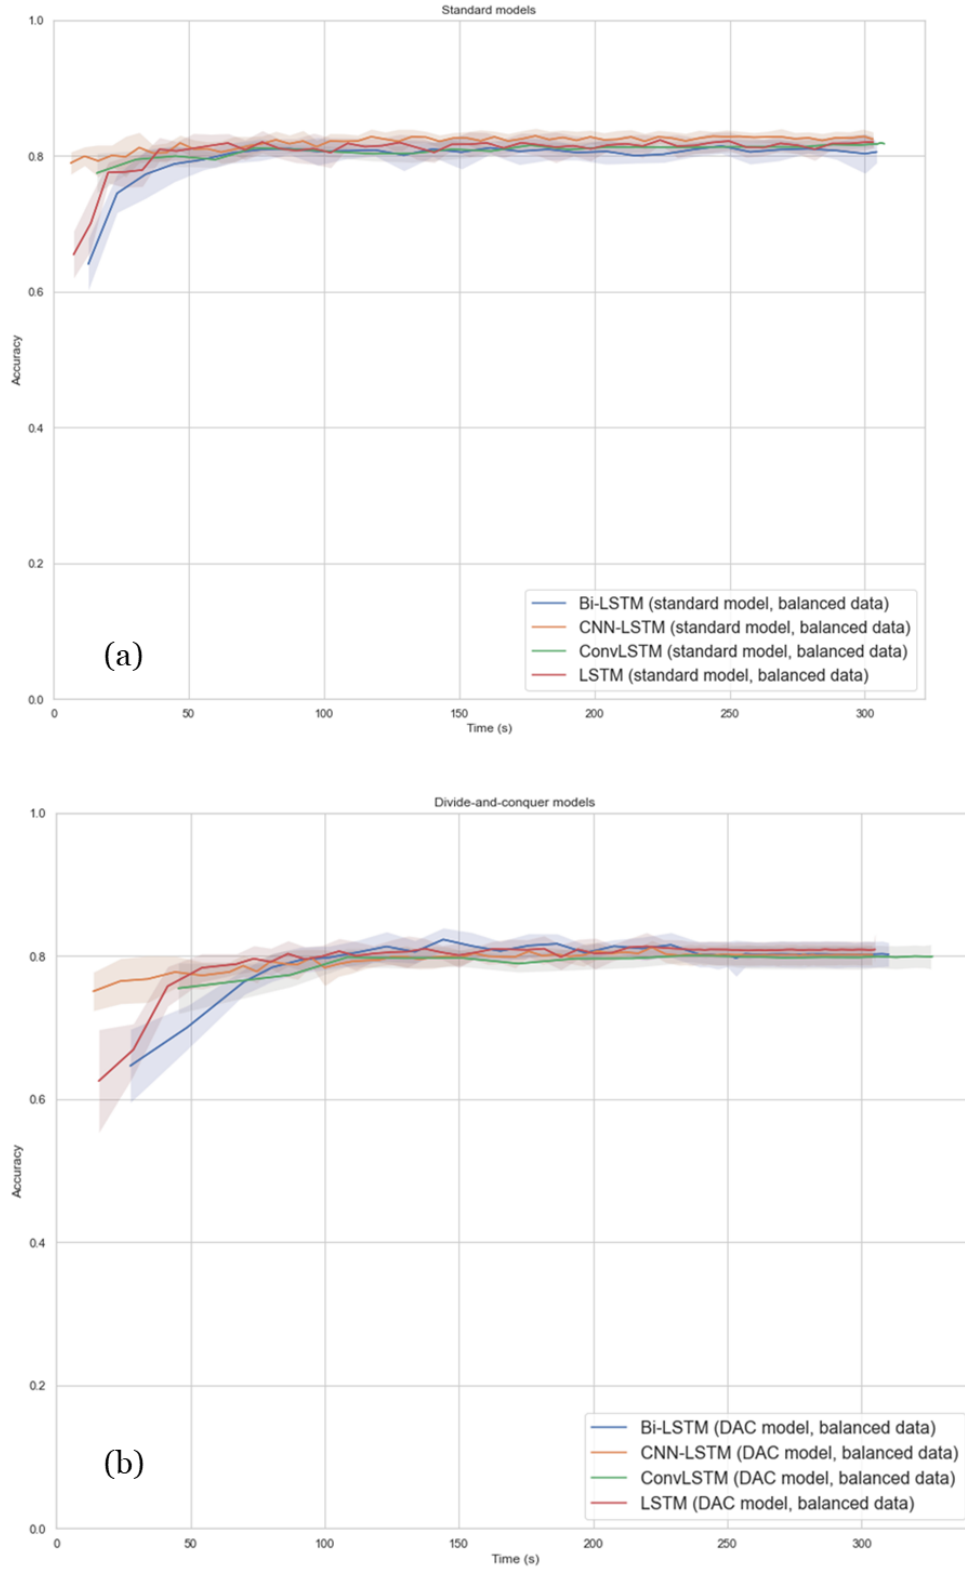 Standard models
1.0
0.8
0.6
0.4
0.2
0.0
Accuracy
0 50 100 150 200 250 300
Time (s)
Bi-LSTM (standard model, balanced data)
CNN-LSTM (standard model, balanced data)
ConvLSTM (standard model, balanced data)
LSTM (standard model, balanced data)
(a)
Divide-and-conquer models
1.0
0.8
0.6
0.4
0.2
0.0
Accuracy
0 50 100 150 200 250 300
Time (s)
Bi-LSTM (DAC model, balanced data)
CNN-LSTM (DAC model, balanced data)
ConvLSTM (DAC model, balanced data)
LSTM (DAC model, balanced data)
(b)